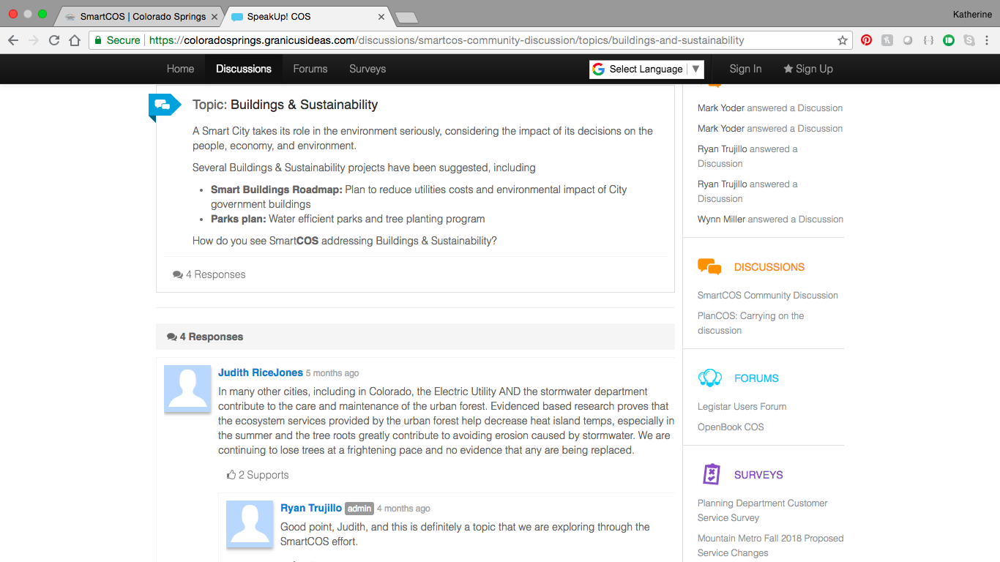 SmartCOS | Colorado Springs
SpeakUp! COS
Katherine
Secure
https://coloradosprings.granicusideas.com/discussions/smartcos-community-discussion/topics/buildings-and-sustainability
Home
Discussions
Forums
Surveys
Select Language
Sign In
Sign Up
Topic: Buildings & Sustainability
A Smart City takes its role in the environment seriously, considering the impact of its decisions on the
people, economy, and environment.
Several Buildings & Sustainability projects have been suggested, including
• Smart Buildings Roadmap: Plan to reduce utilities costs and environmental impact of City
government buildings
• Parks plan: Water efficient parks and tree planting program
How do you see SmartCOS addressing Buildings & Sustainability?
4 Responses
4 Responses
Judith RiceJones 5 months ago
In many other cities, including in Colorado, the Electric Utility AND the stormwater department
contribute to the care and maintenance of the urban forest. Evidenced based research proves that
the ecosystem services provided by the urban forest help decrease heat island temps, especially in
the summer and the tree roots greatly contribute to avoiding erosion caused by stormwater. We are
continuing to lose trees at a frightening pace and no evidence that any are being replaced.
2 Supports
Ryan Trujillo admin 4 months ago
Good point, Judith, and this is definitely a topic that we are exploring through the
SmartCOS effort.
Mark Yoder answered a Discussion
Mark Yoder answered a Discussion
Ryan Trujillo answered a
Discussion
Ryan Trujillo answered a
Discussion
Wynn Miller answered a Discussion
DISCUSSIONS
SmartCOS Community Discussion
PlanCOS: Carrying on the
discussion
FORUMS
Legistar Users Forum
OpenBook COS
SURVEYS
Planning Department Customer
Service Survey
Mountain Metro Fall 2018 Proposed
Service Changes